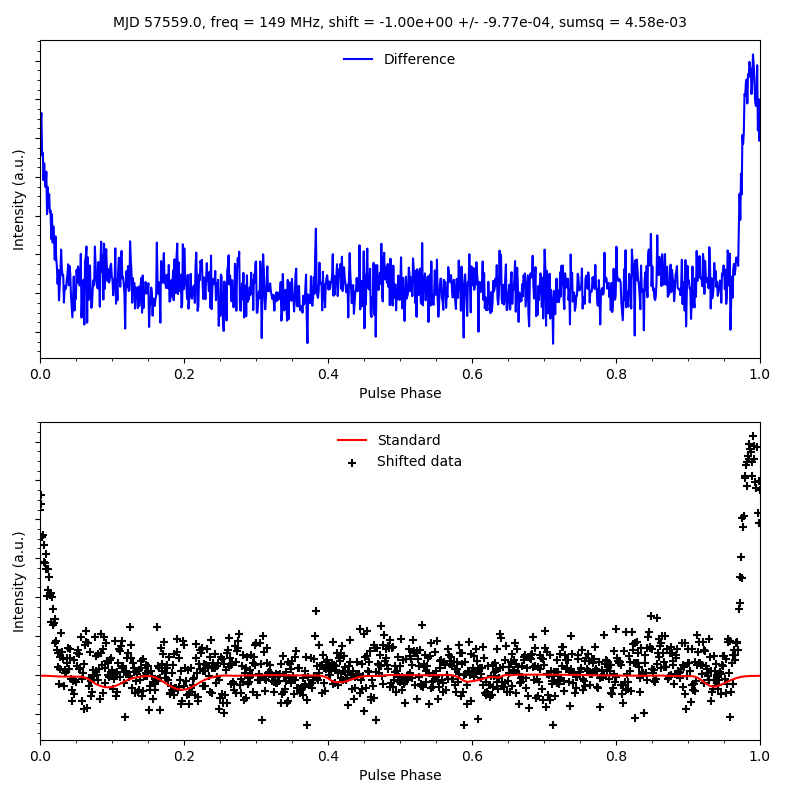 MJD 57559.0, freq = 149 MHz, shift = -1.00e+00 +/- -9.77e-04, sumsq = 4.58e-03
Difference
Intensity (a.u.)
0.0 0.2 0.4 0.6 0.8 1.0
Pulse Phase
Standard
Shifted data
Intensity (a.u.)
0.0 0.2 0.4 0.6 0.8 1.0
Pulse Phase